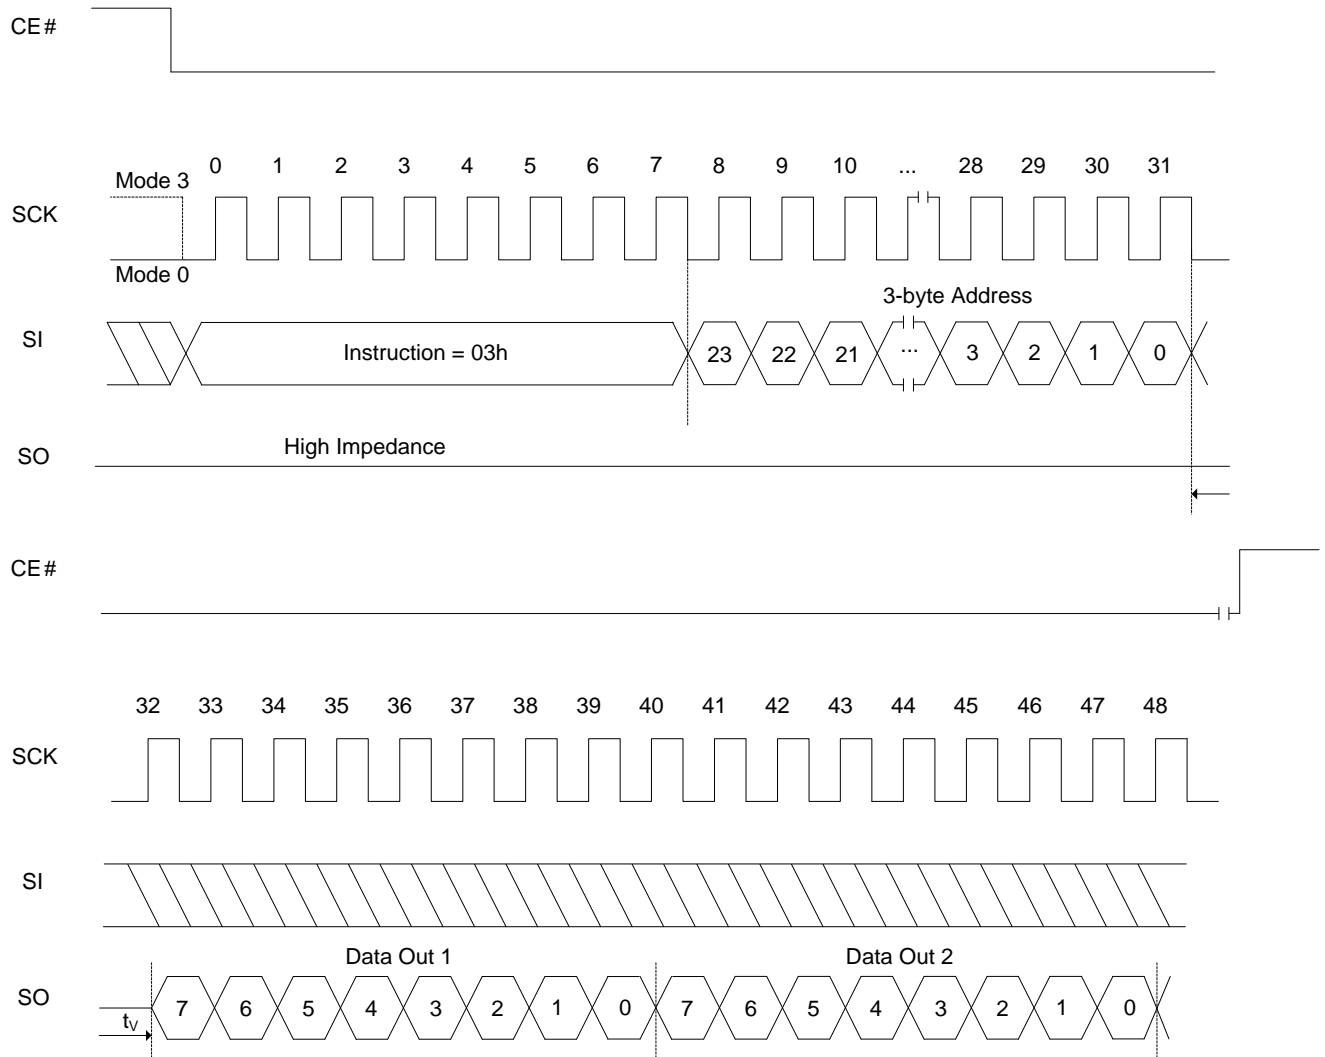 CE#
0 1 2 3 4 5 6 7 8 9 10 ... 28 29 30 31
Mode 3
SCK
Mode 0
3-byte Address
SI
Instruction = 03h 23 22 21 ... 3 2 1 0
High Impedance
SO
CE#
32 33 34 35 36 37 38 39 40 41 42 43 44 45 46 47 48
SCK
SI
Data Out 1 Data Out 2
SO
7 6 5 4 3 2 1 0 7 6 5 4 3 2 1 0
tV